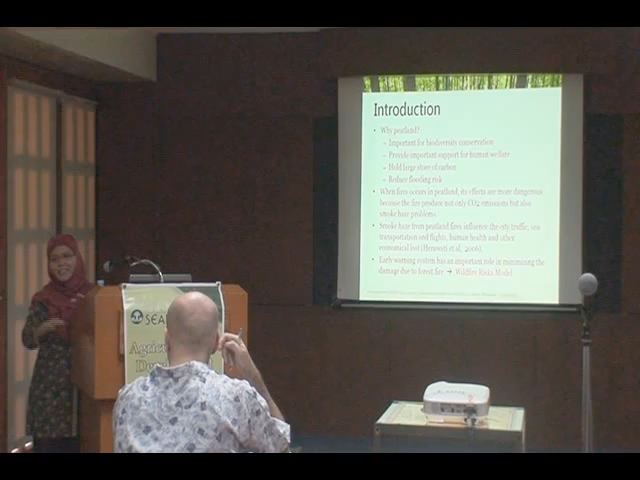 Introduction
• Why peatland?
– Important for biodiversity conservation
– Provide important support for human welfare
– Hold large store of carbon
– Reduce flooding risk
• When fires occurs in peatland, its effects are more dangerous
because the fire produce not only CO2 emissions but also
smoke haze problems
• Smoke haze from peatland fires influence the city traffic, sea
transportation and flights, human health and other
economical lost (Herawati et al, 2006).
• Early warning system has an important role in minimizing the
damage due to forest fire → Wildfire Risks Model
SEA